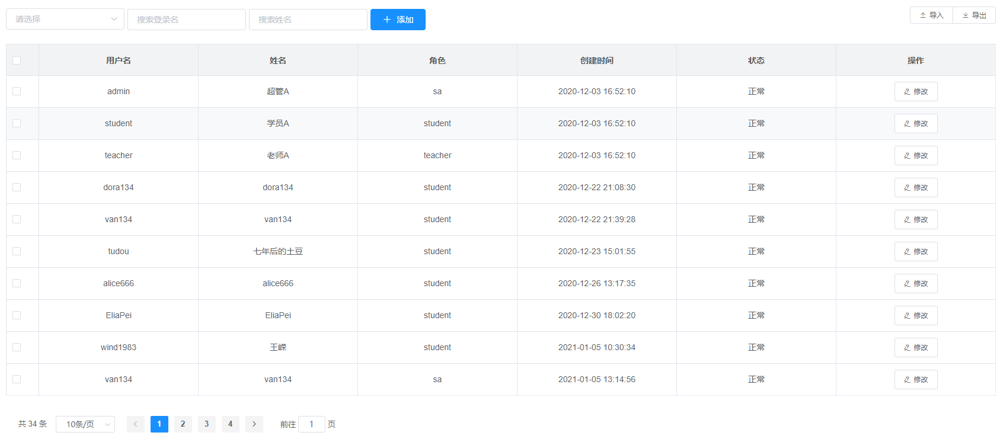 请选择 搜索登录名 搜索姓名 添加 导入 导出
用户名 姓名 角色 创建时间 状态 操作
admin 超管A sa 2020-12-03 16:52:10 正常 修改
student 学员A student 2020-12-03 16:52:10 正常 修改
teacher 老师A teacher 2020-12-03 16:52:10 正常 修改
dora134 dora134 student 2020-12-22 21:08:30 正常 修改
van134 van134 student 2020-12-22 21:39:28 正常 修改
tudou 七年后的土豆 student 2020-12-23 15:01:55 正常 修改
alice666 alice666 student 2020-12-26 13:17:35 正常 修改
EliaPei EliaPei student 2020-12-30 18:02:20 正常 修改
wind1983 王嵘 student 2021-01-05 10:30:34 正常 修改
van134 van134 sa 2021-01-05 13:14:56 正常 修改
共 34 条 10条/页 1 2 3 4 前往 1 页